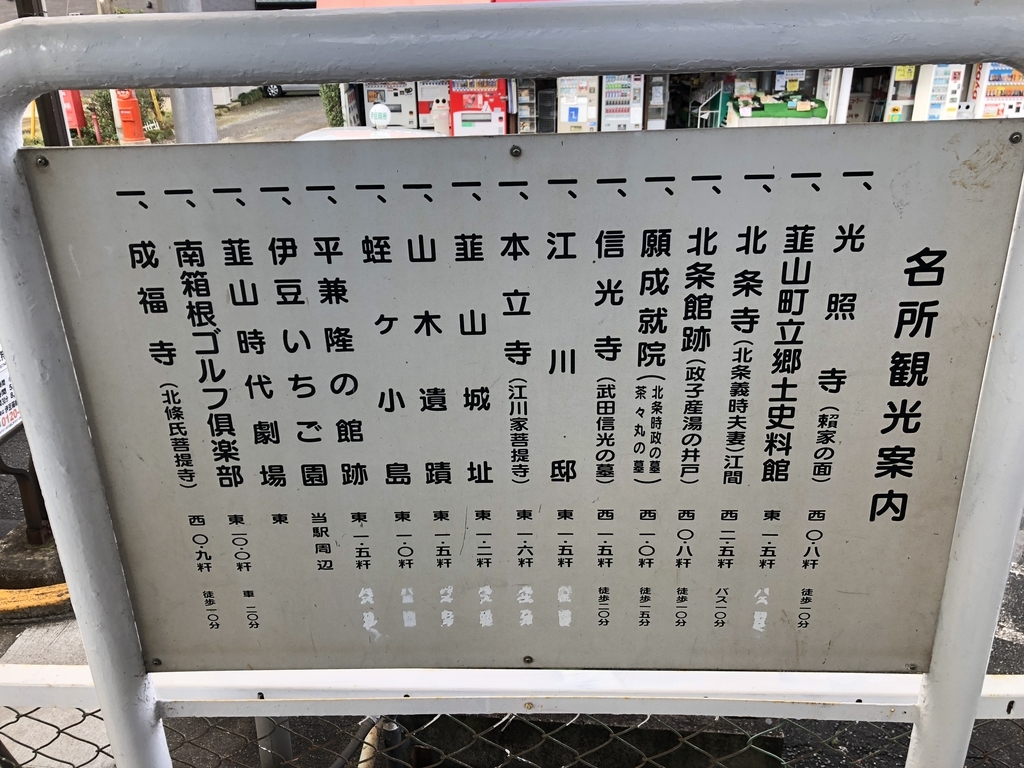 名所観光案内
一、光照寺(頼家の面) 西 〇・八粁 徒歩一〇分
一、韮山町立郷土史料館 東 一・五粁
一、北条寺(北条義時夫妻)江間 西 二・五粁 バス一〇分
一、北条館跡(政子産湯の井戸) 西 〇・八粁 徒歩一〇分
一、願成就院(北条時政の墓 茶々丸の墓) 西 一・〇粁 徒歩一五分
一、信光寺(武田信光の墓) 西 一・五粁 徒歩二〇分
一、江川邸 東 一・五粁
一、本立寺(江川家菩提寺) 東 一・六粁
一、韮山城址 東 一・二粁
一、山木遺蹟 東 一・五粁
一、蛭ヶ小島 東 一・〇粁
一、平兼隆の館跡 東 一・五粁
一、伊豆いちご園 当駅周辺
一、韮山時代劇場 東
一、南箱根ゴルフ倶楽部 東 一〇・〇粁 車 二〇分
一、成福寺(北條氏菩提寺) 西 〇・九粁 徒歩一〇分
0120-